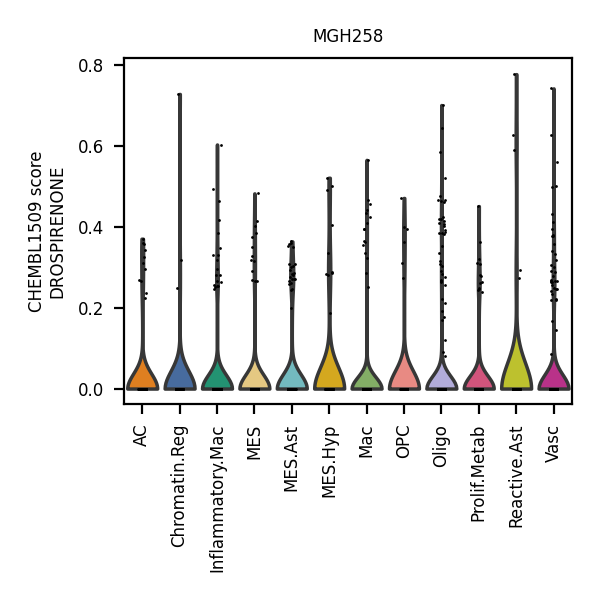 MGH258
CHEMBL1509 score
DROSPIRENONE
0.8
0.6
0.4
0.2
0.0
AC
Chromatin.Reg
Inflammatory.Mac
MES
MES.Ast
MES.Hyp
Mac
OPC
Oligo
Prolif.Metab
Reactive.Ast
Vasc